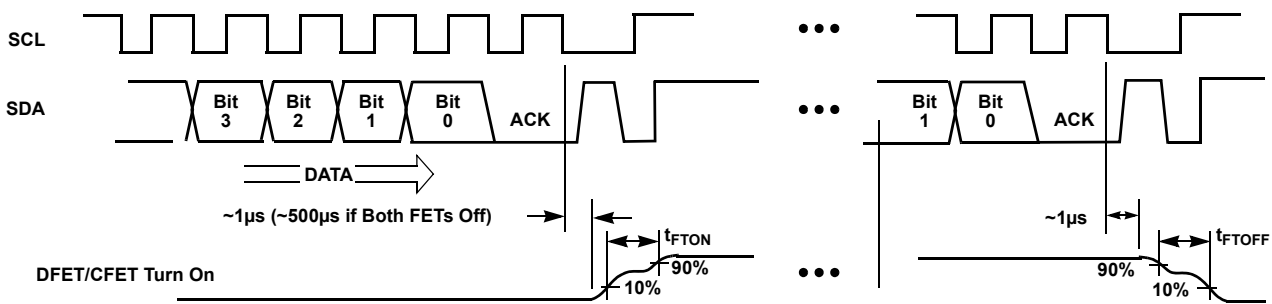 SCL
•••
SDA
Bit 3
Bit 2
Bit 1
Bit 0
ACK
•••
Bit 1
Bit 0
ACK
DATA
~1µs (~500µs if Both FETs Off)
~1µs
tFTON
tFTOFF
DFET/CFET Turn On
90%
10%
•••
90%
10%